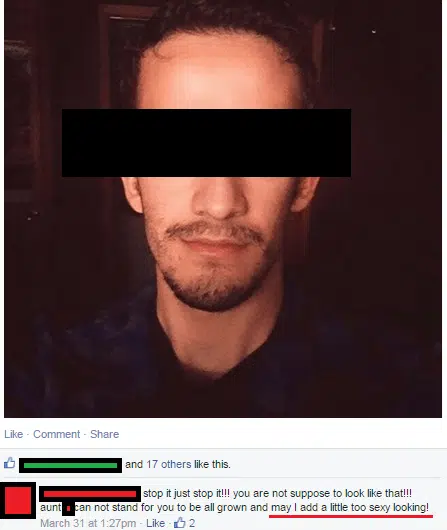 Like · Comment · Share
and 17 others like this.
stop it just stop it!!! you are not suppose to look like that!!!
aunt can not stand for you to be all grown and may I add a little too sexy looking!
March 31 at 1:27pm · Like · 2